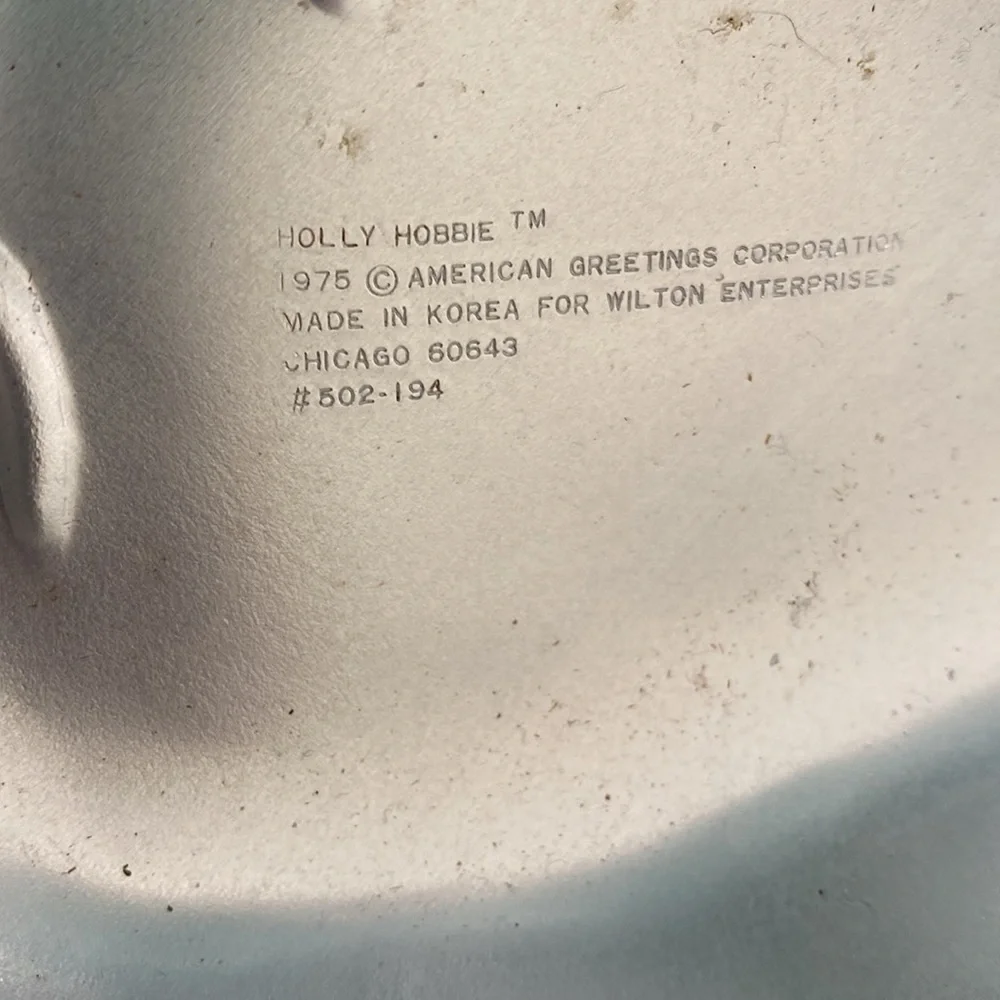 HOLLY HOBBIE TM
1975 © AMERICAN GREETINGS CORPORATION
MADE IN KOREA FOR WILTON ENTERPRISES
CHICAGO 60643
#502-194